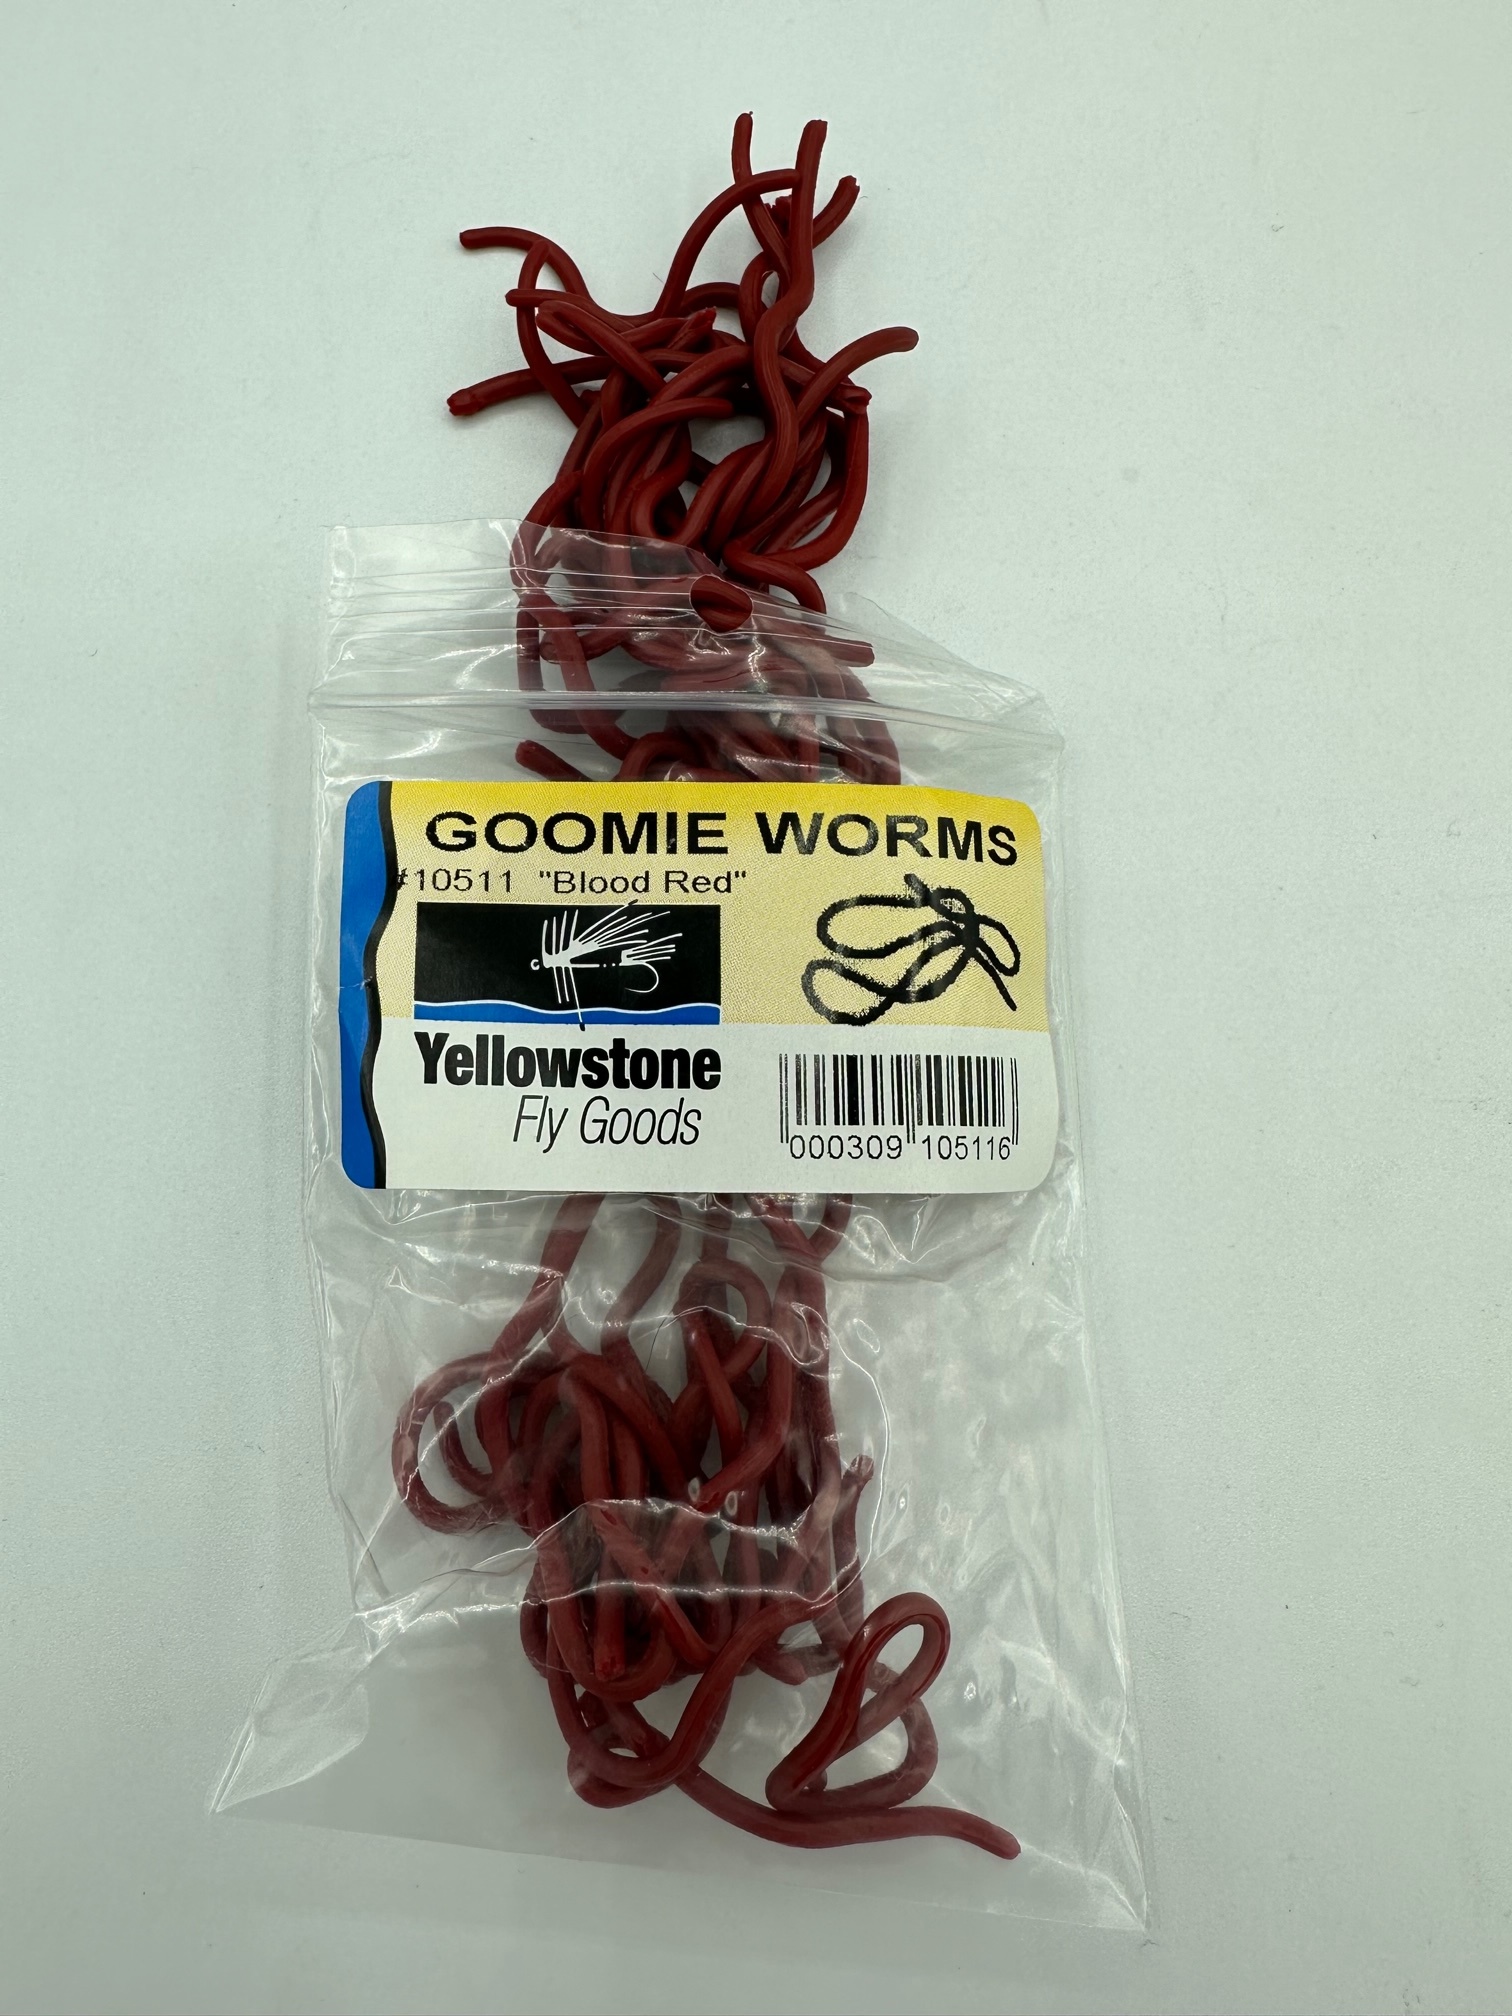 GOOMIE WORMS
#10511 "Blood Red"
Yellowstone
Fly Goods
000309 105116